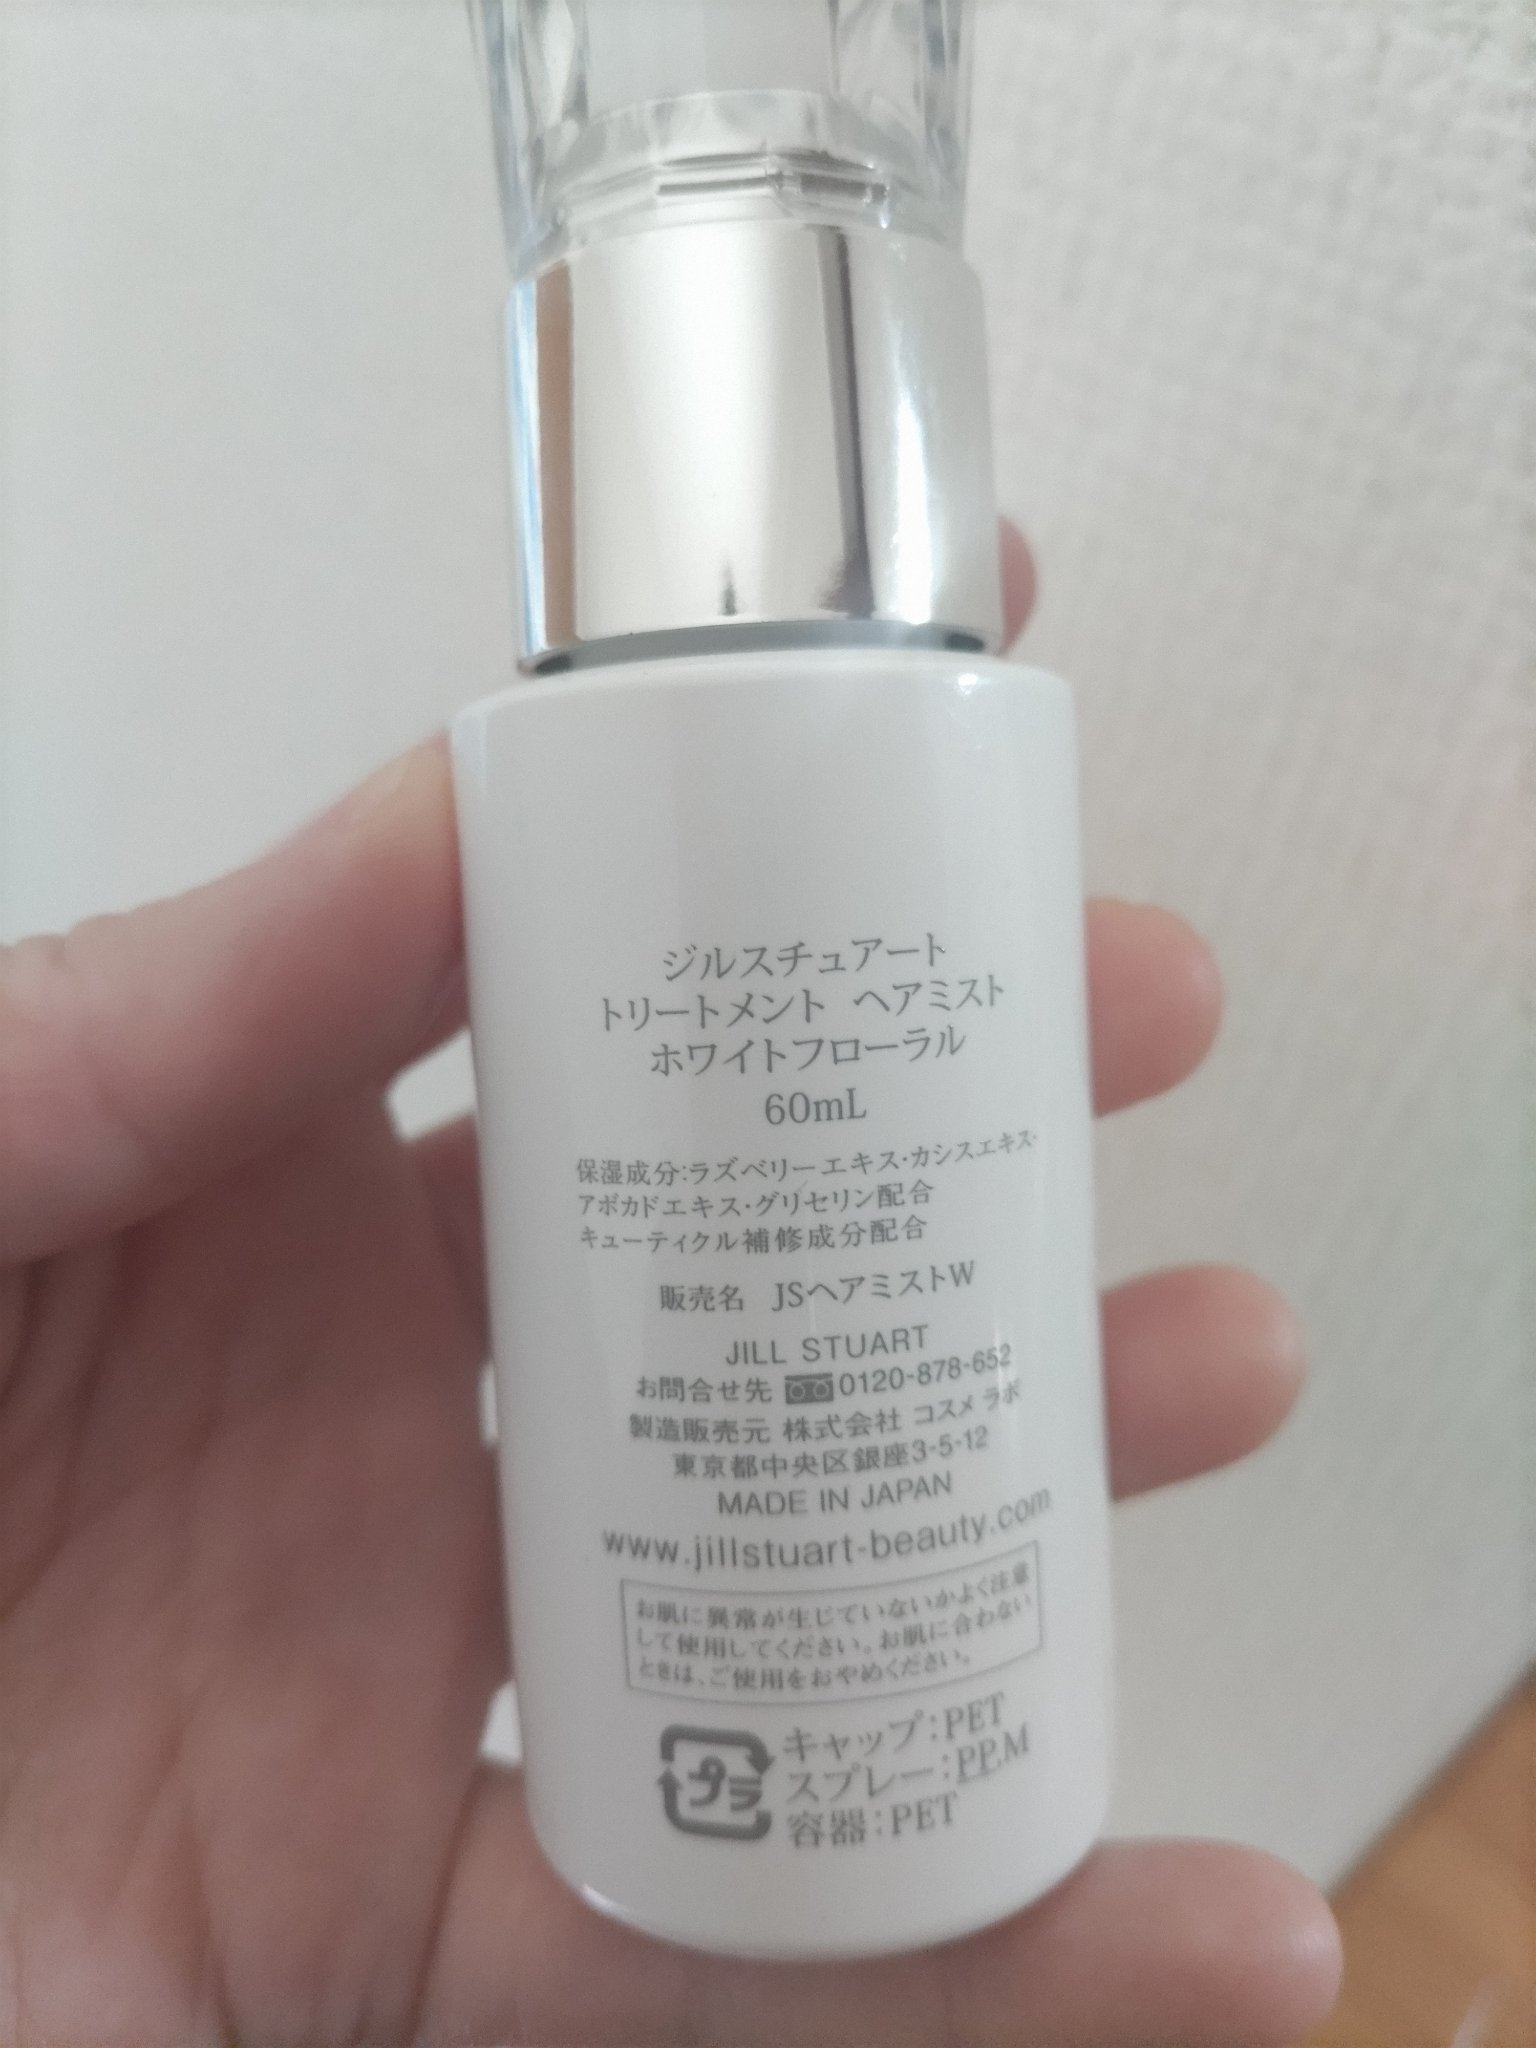 ジルスチュアート
トリートメント ヘアミスト
ホワイトフローラル
60mL
保湿成分:ラズベリーエキス・カシスエキス・
アボカドエキス・グリセリン配合
キューティクル補修成分配合
販売名 JSヘアミストW
JILL STUART
お問合せ先 0120-878-652
製造販売元 株式会社 コスメ ラボ
東京都中央区銀座3-5-12
MADE IN JAPAN
www.jillstuart-beauty.com
お肌に異常が生じていないかよく注意
して使用してください。お肌に合わない
ときは、ご使用をおやめください。
プラ
キャップ:PET
スプレー:PP,M
容器:PET